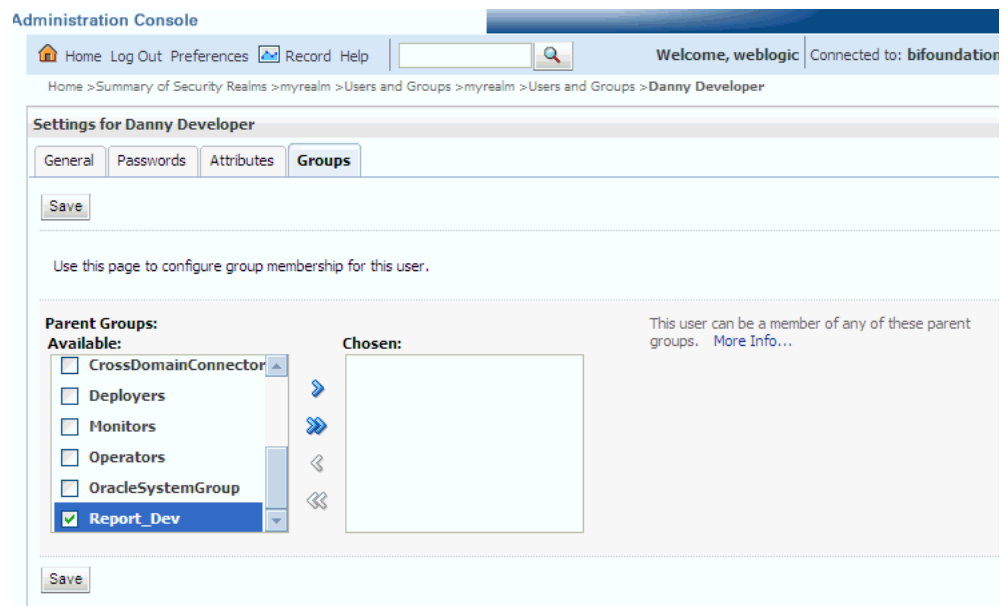 Administration Console
Home Log Out Preferences Record Help
Welcome, weblogic Connected to: bifoundation
Home >Summary of Security Realms >myrealm >Users and Groups >myrealm >Users and Groups >Danny Developer
Settings for Danny Developer
General Passwords Attributes Groups
Save
Use this page to configure group membership for this user.
Parent Groups:
Available:
CrossDomainConnector
Deployers
Monitors
Operators
OracleSystemGroup
Report_Dev
Chosen:
This user can be a member of any of these parent
groups. More Info...
Save